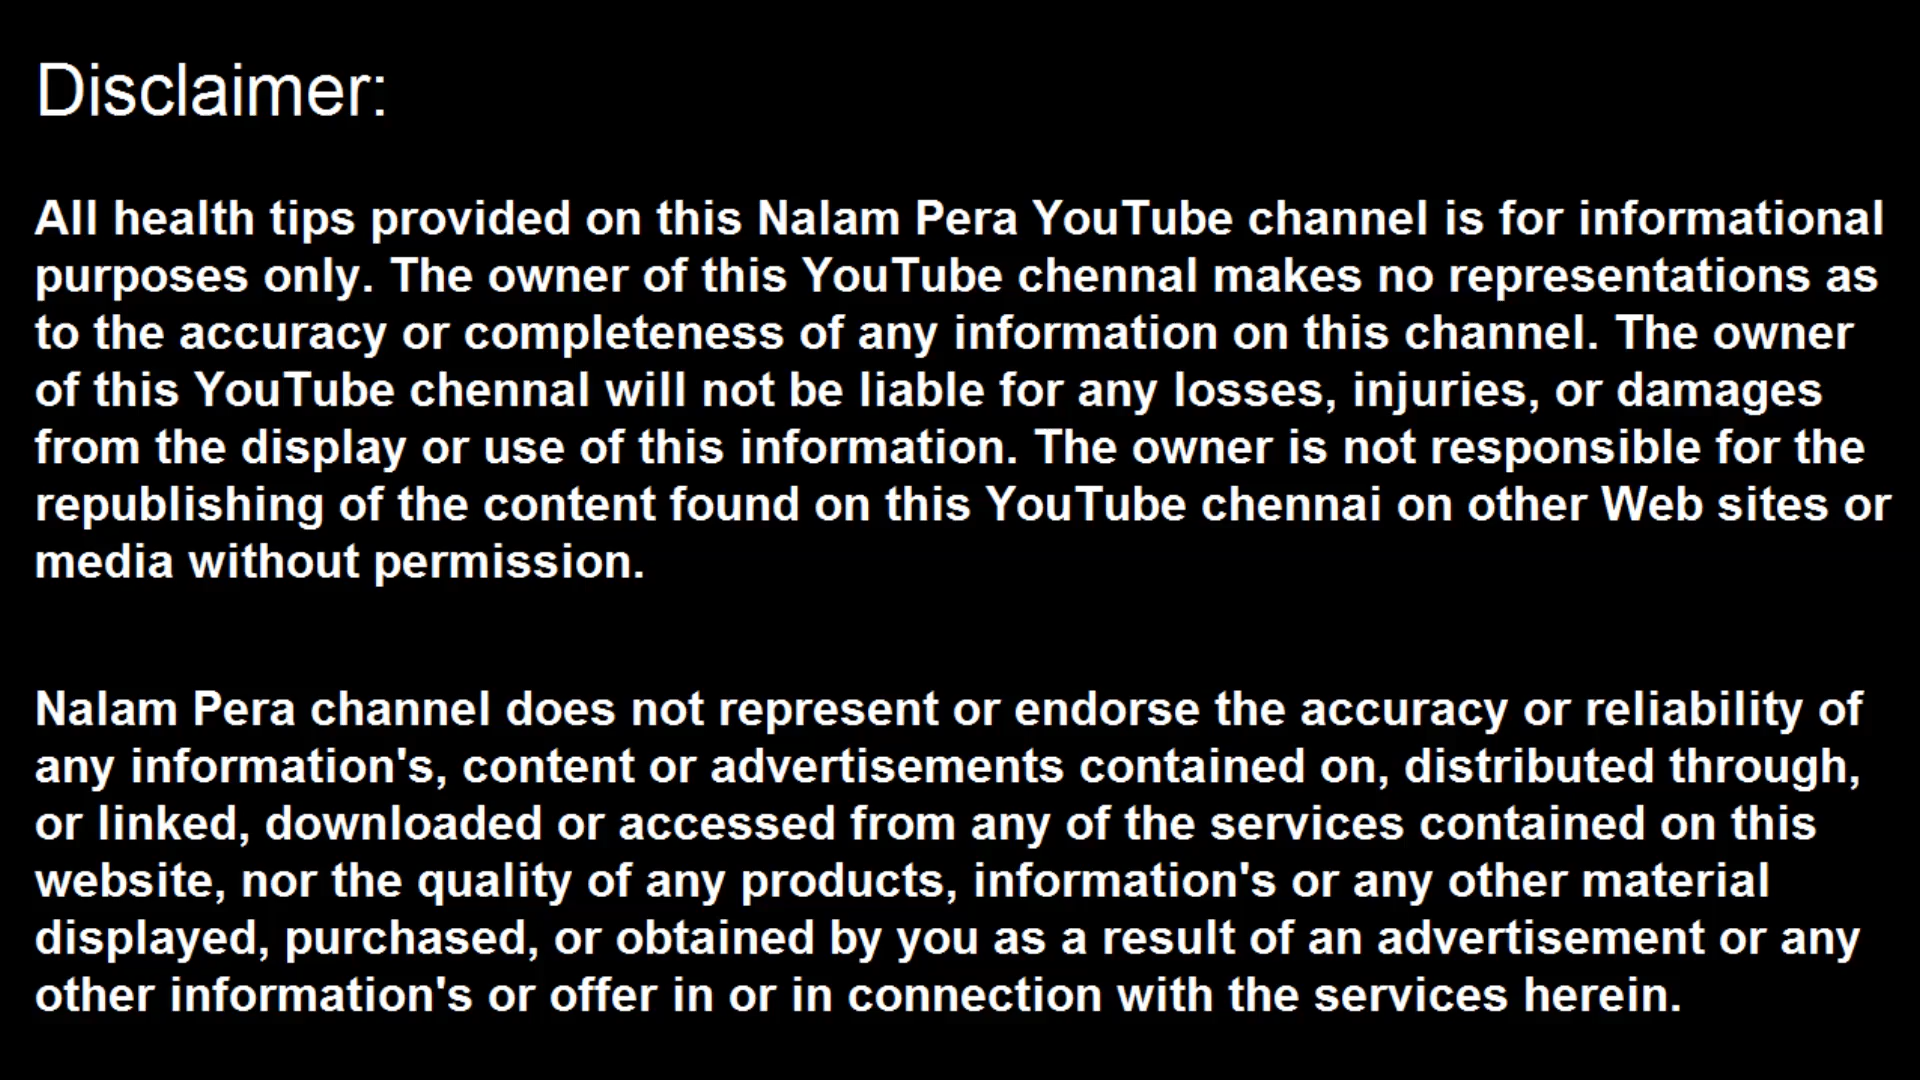 Disclaimer:
All health tips provided on this Nalam Pera YouTube channel is for informational
purposes only. The owner of this YouTube chennal makes no representations as
to the accuracy or completeness of any information on this channel. The owner
of this YouTube chennal will not be liable for any losses, injuries, or damages
from the display or use of this information. The owner is not responsible for the
republishing of the content found on this YouTube chennai on other Web sites or
media without permission.
Nalam Pera channel does not represent or endorse the accuracy or reliability of
any information's, content or advertisements contained on, distributed through,
or linked, downloaded or accessed from any of the services contained on this
website, nor the quality of any products, information's or any other material
displayed, purchased, or obtained by you as a result of an advertisement or any
other information's or offer in or in connection with the services herein.